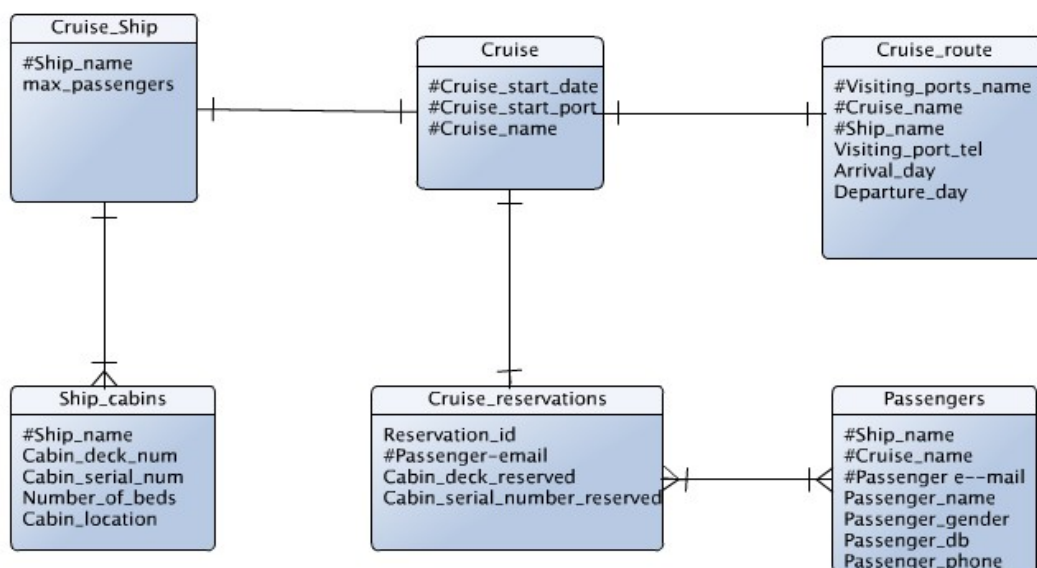 Cruise_Ship
#Ship_name
max_passengers
Cruise
#Cruise_start_date
#Cruise_start_port
#Cruise_name
Cruise_route
#Visiting_ports_name
#Cruise_name
#Ship_name
Visiting_port_tel
Arrival_day
Departure_day
Ship_cabins
#Ship_name
Cabin_deck_num
Cabin_serial_num
Number_of_beds
Cabin_location
Cruise_reservations
Reservation_id
#Passenger-email
Cabin_deck_reserved
Cabin_serial_number_reserved
Passengers
#Ship_name
#Cruise_name
#Passenger e--mail
Passenger_name
Passenger_gender
Passenger_db
Passenger_phone